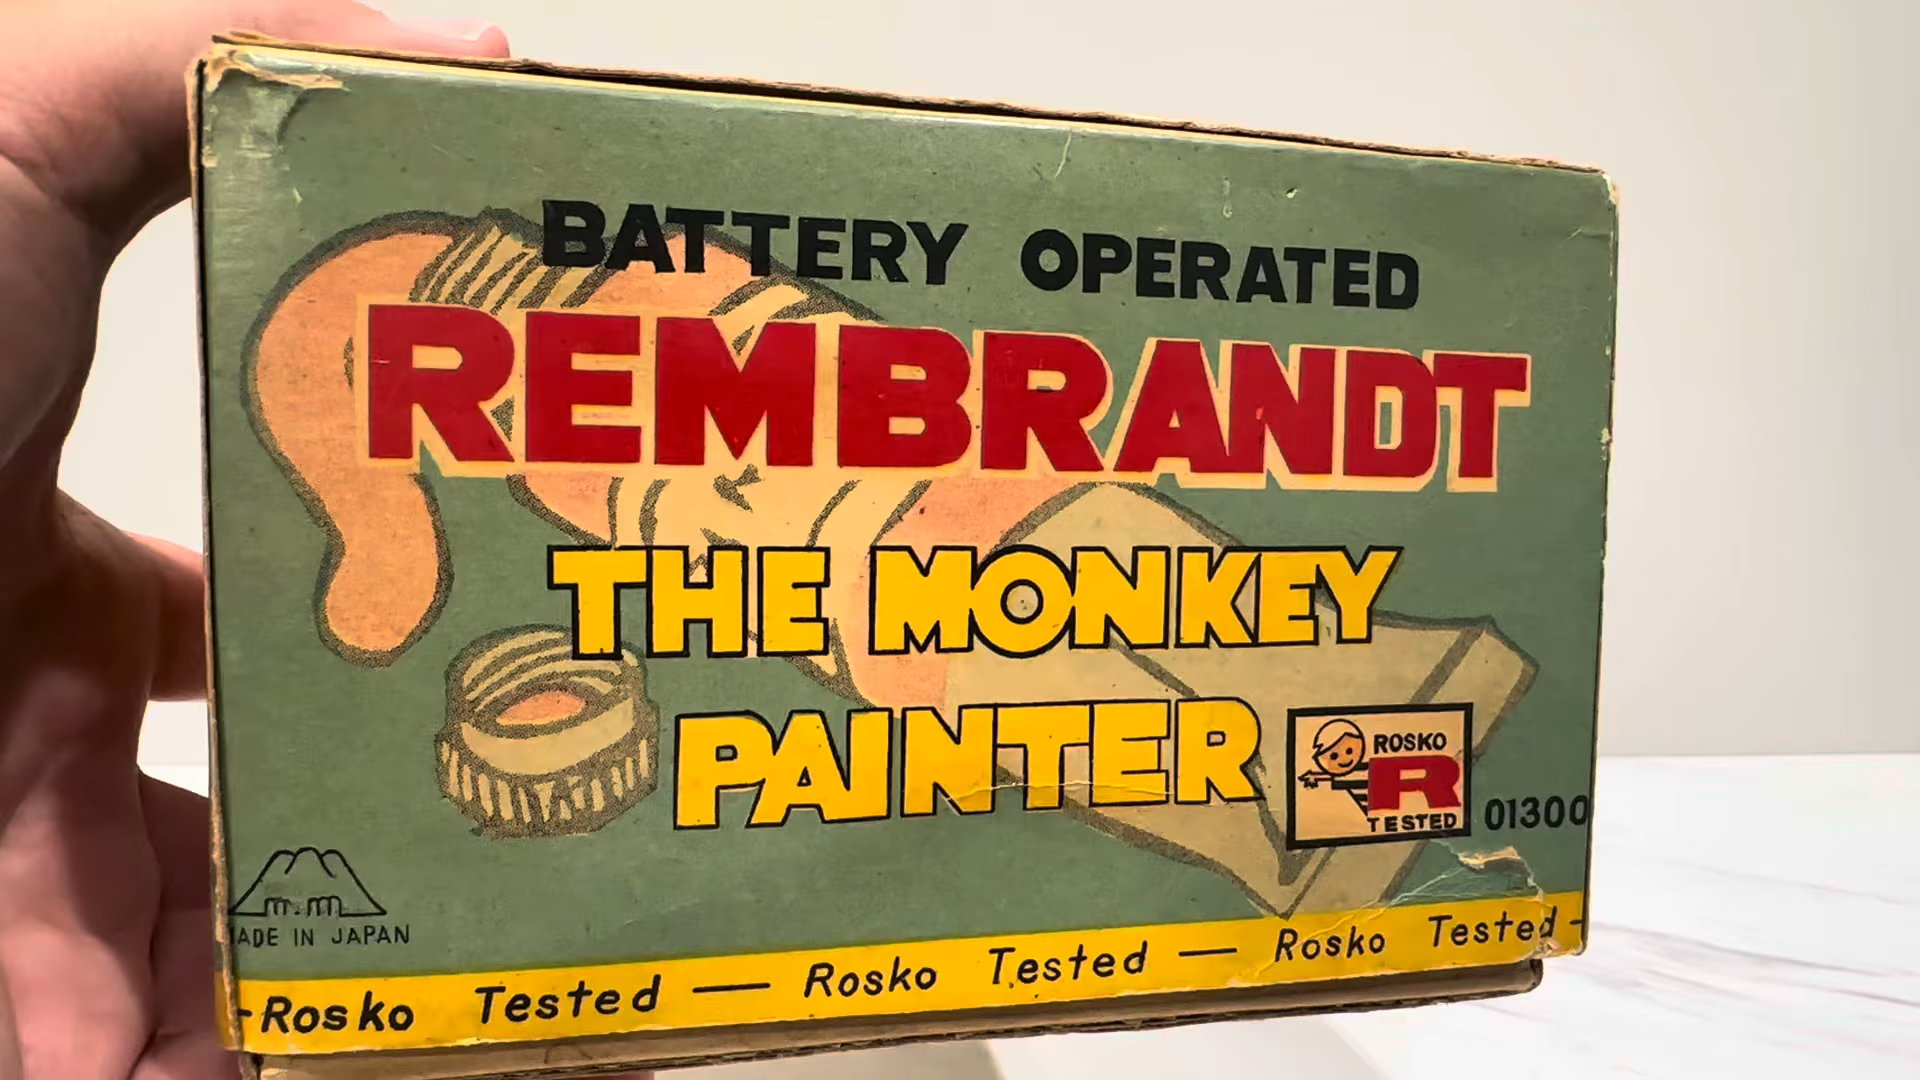 BATTERY OPERATED
REMBRANDT
THE MONKEY
PAINTER
ROSKO
R
TESTED
01300
m.m
ADE IN JAPAN
-Rosko Tested — Rosko Tested — Rosko Tested -